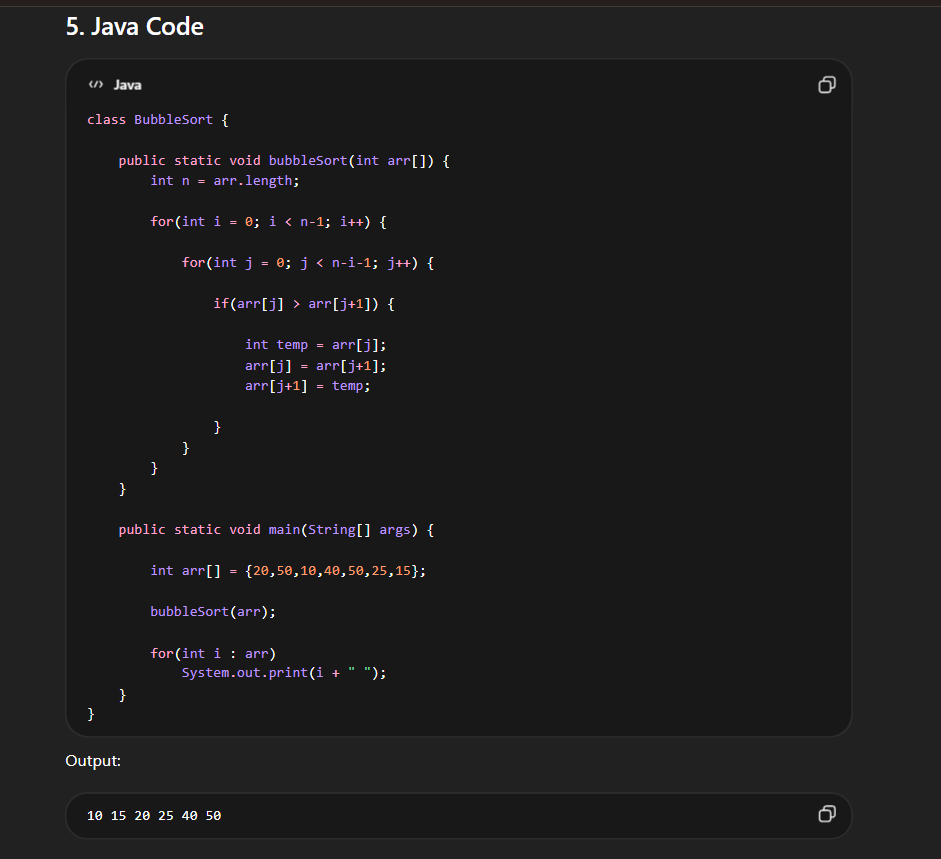 5. Java Code
</> Java
class BubbleSort {
    public static void bubbleSort(int arr[]) {
        int n = arr.length;
        for(int i = 0; i < n-1; i++) {
            for(int j = 0; j < n-i-1; j++) {
                if(arr[j] > arr[j+1]) {
                    int temp = arr[j];
                    arr[j] = arr[j+1];
                    arr[j+1] = temp;
                }
            }
        }
    }
    public static void main(String[] args) {
        int arr[] = {20,50,10,40,50,25,15};
        bubbleSort(arr);
        for(int i : arr)
            System.out.print(i + " ");
    }
}
Output:
10 15 20 25 40 50